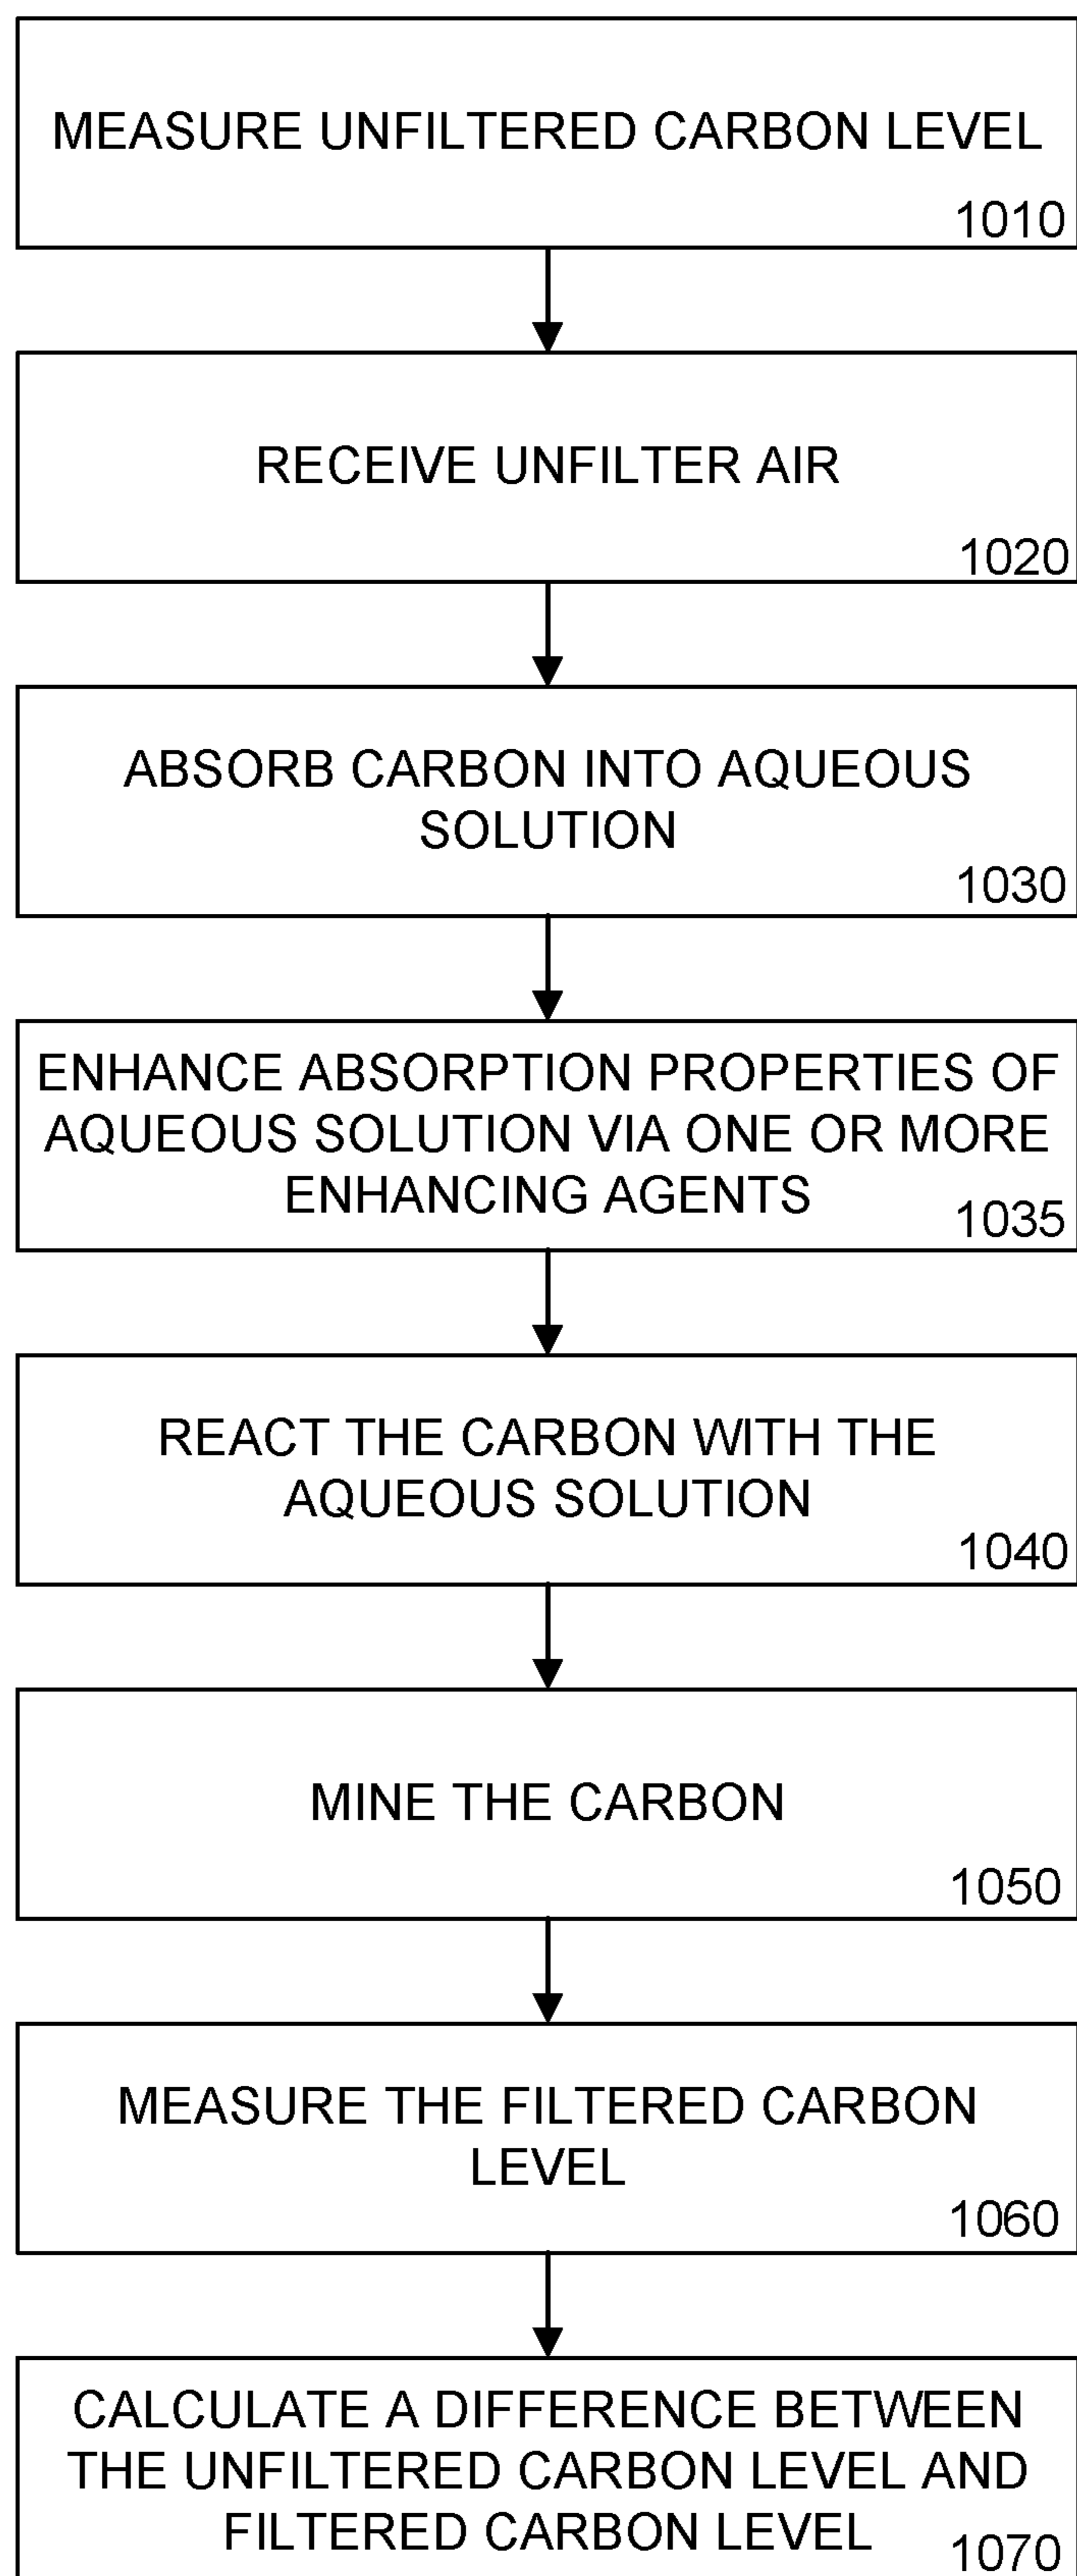 MEASURE UNFILTERED CARBON LEVEL
1010
RECEIVE UNFILTER AIR
1020
ABSORB CARBON INTO AQUEOUS
SOLUTION
1030
ENHANCE ABSORPTION PROPERTIES OF
AQUEOUS SOLUTION VIA ONE OR MORE
ENHANCING AGENTS
1035
REACT THE CARBON WITH THE
AQUEOUS SOLUTION
1040
MINE THE CARBON
1050
MEASURE THE FILTERED CARBON
LEVEL
1060
CALCULATE A DIFFERENCE BETWEEN
THE UNFILTERED CARBON LEVEL AND
FILTERED CARBON LEVEL
1070